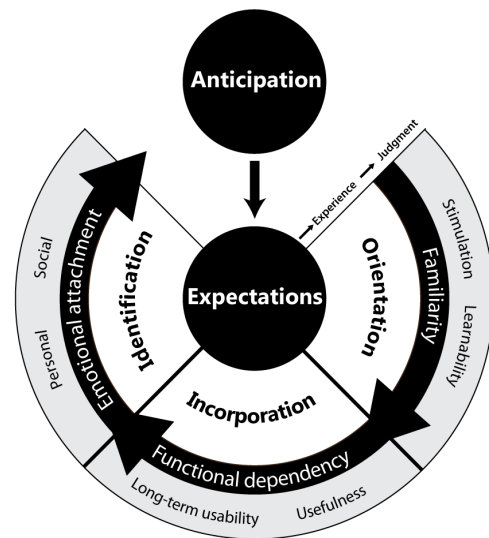 Anticipation
Experience
Judgment
Expectations
Orientation
Familiarity
Stimulation
Learnability
Incorporation
Functional dependency
Usefulness
Long-term usability
Identification
Emotional attachment
Personal
Social